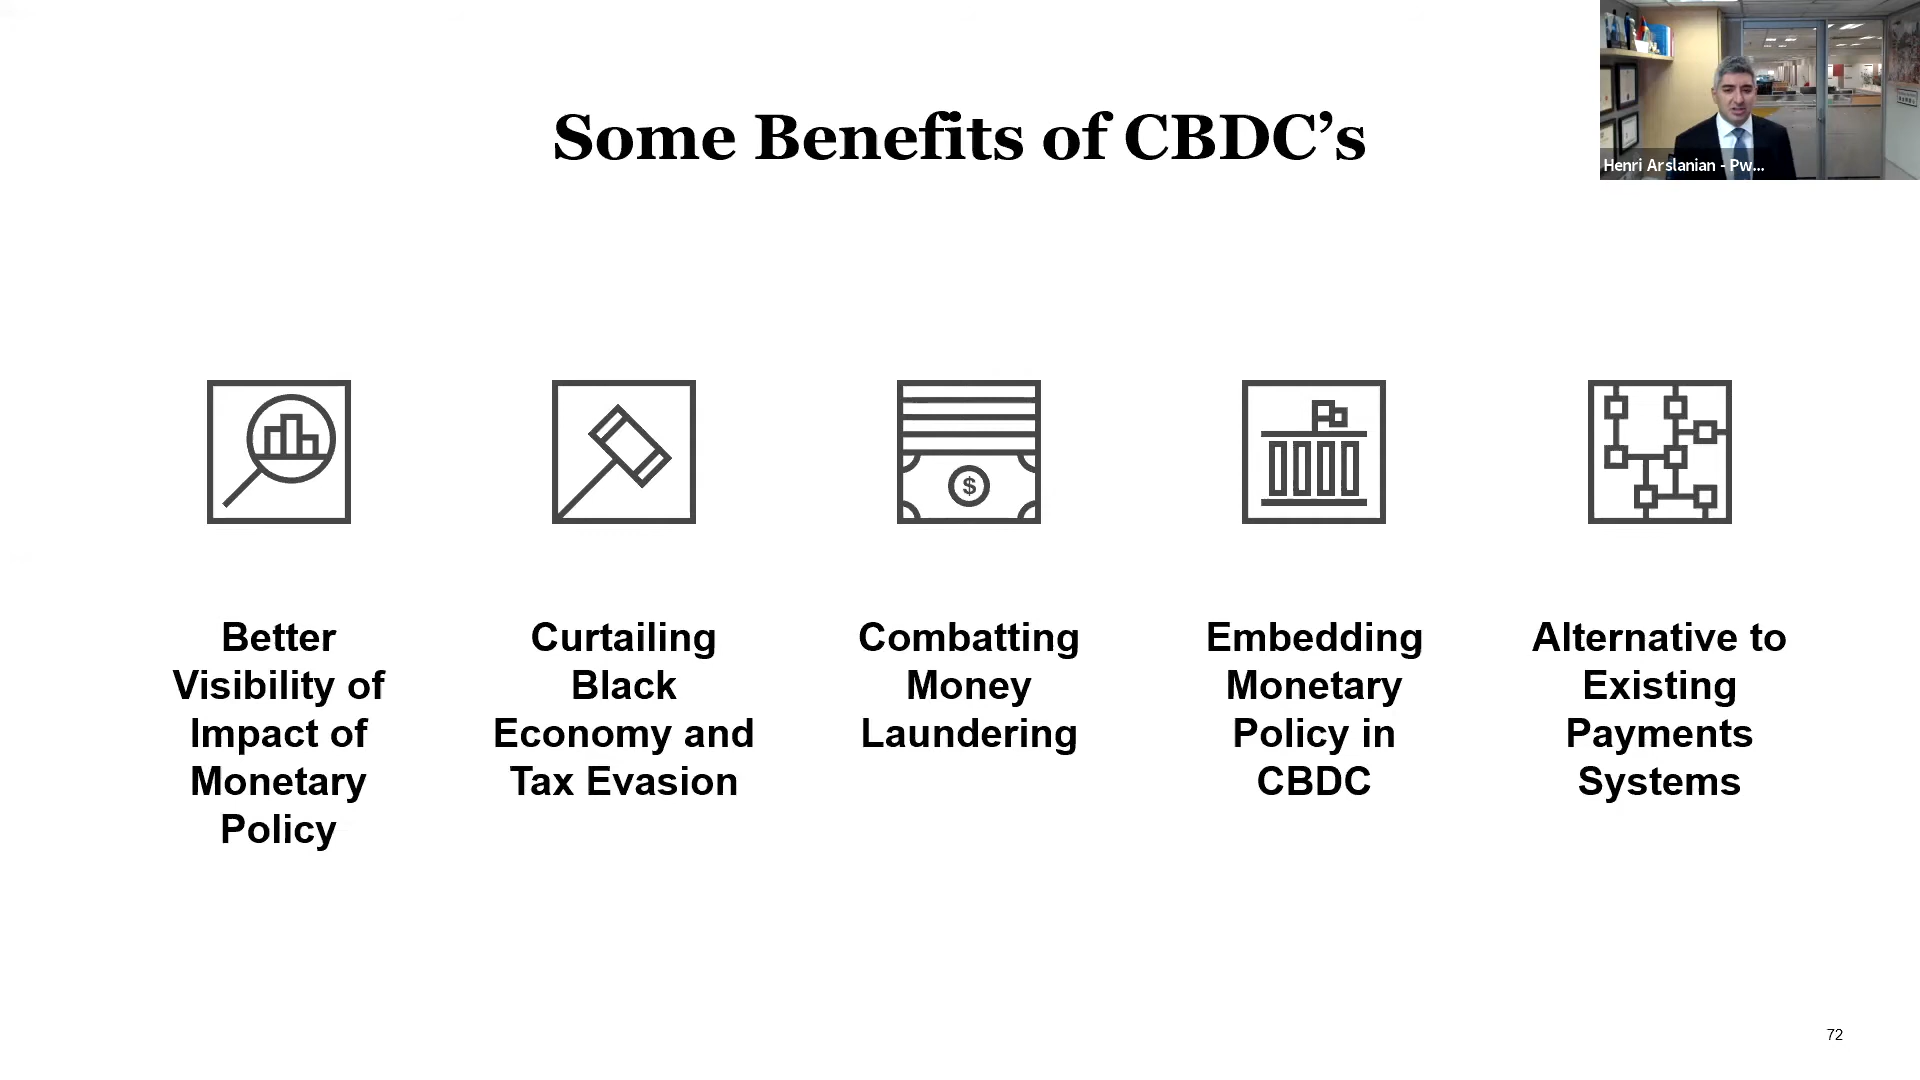 Some Benefits of CBDC’s
Henri Arslanian - Pw...
$
Better
Visibility of
Impact of
Monetary
Policy
Curtailing
Black
Economy and
Tax Evasion
Combatting
Money
Laundering
Embedding
Monetary
Policy in
CBDC
Alternative to
Existing
Payments
Systems
72